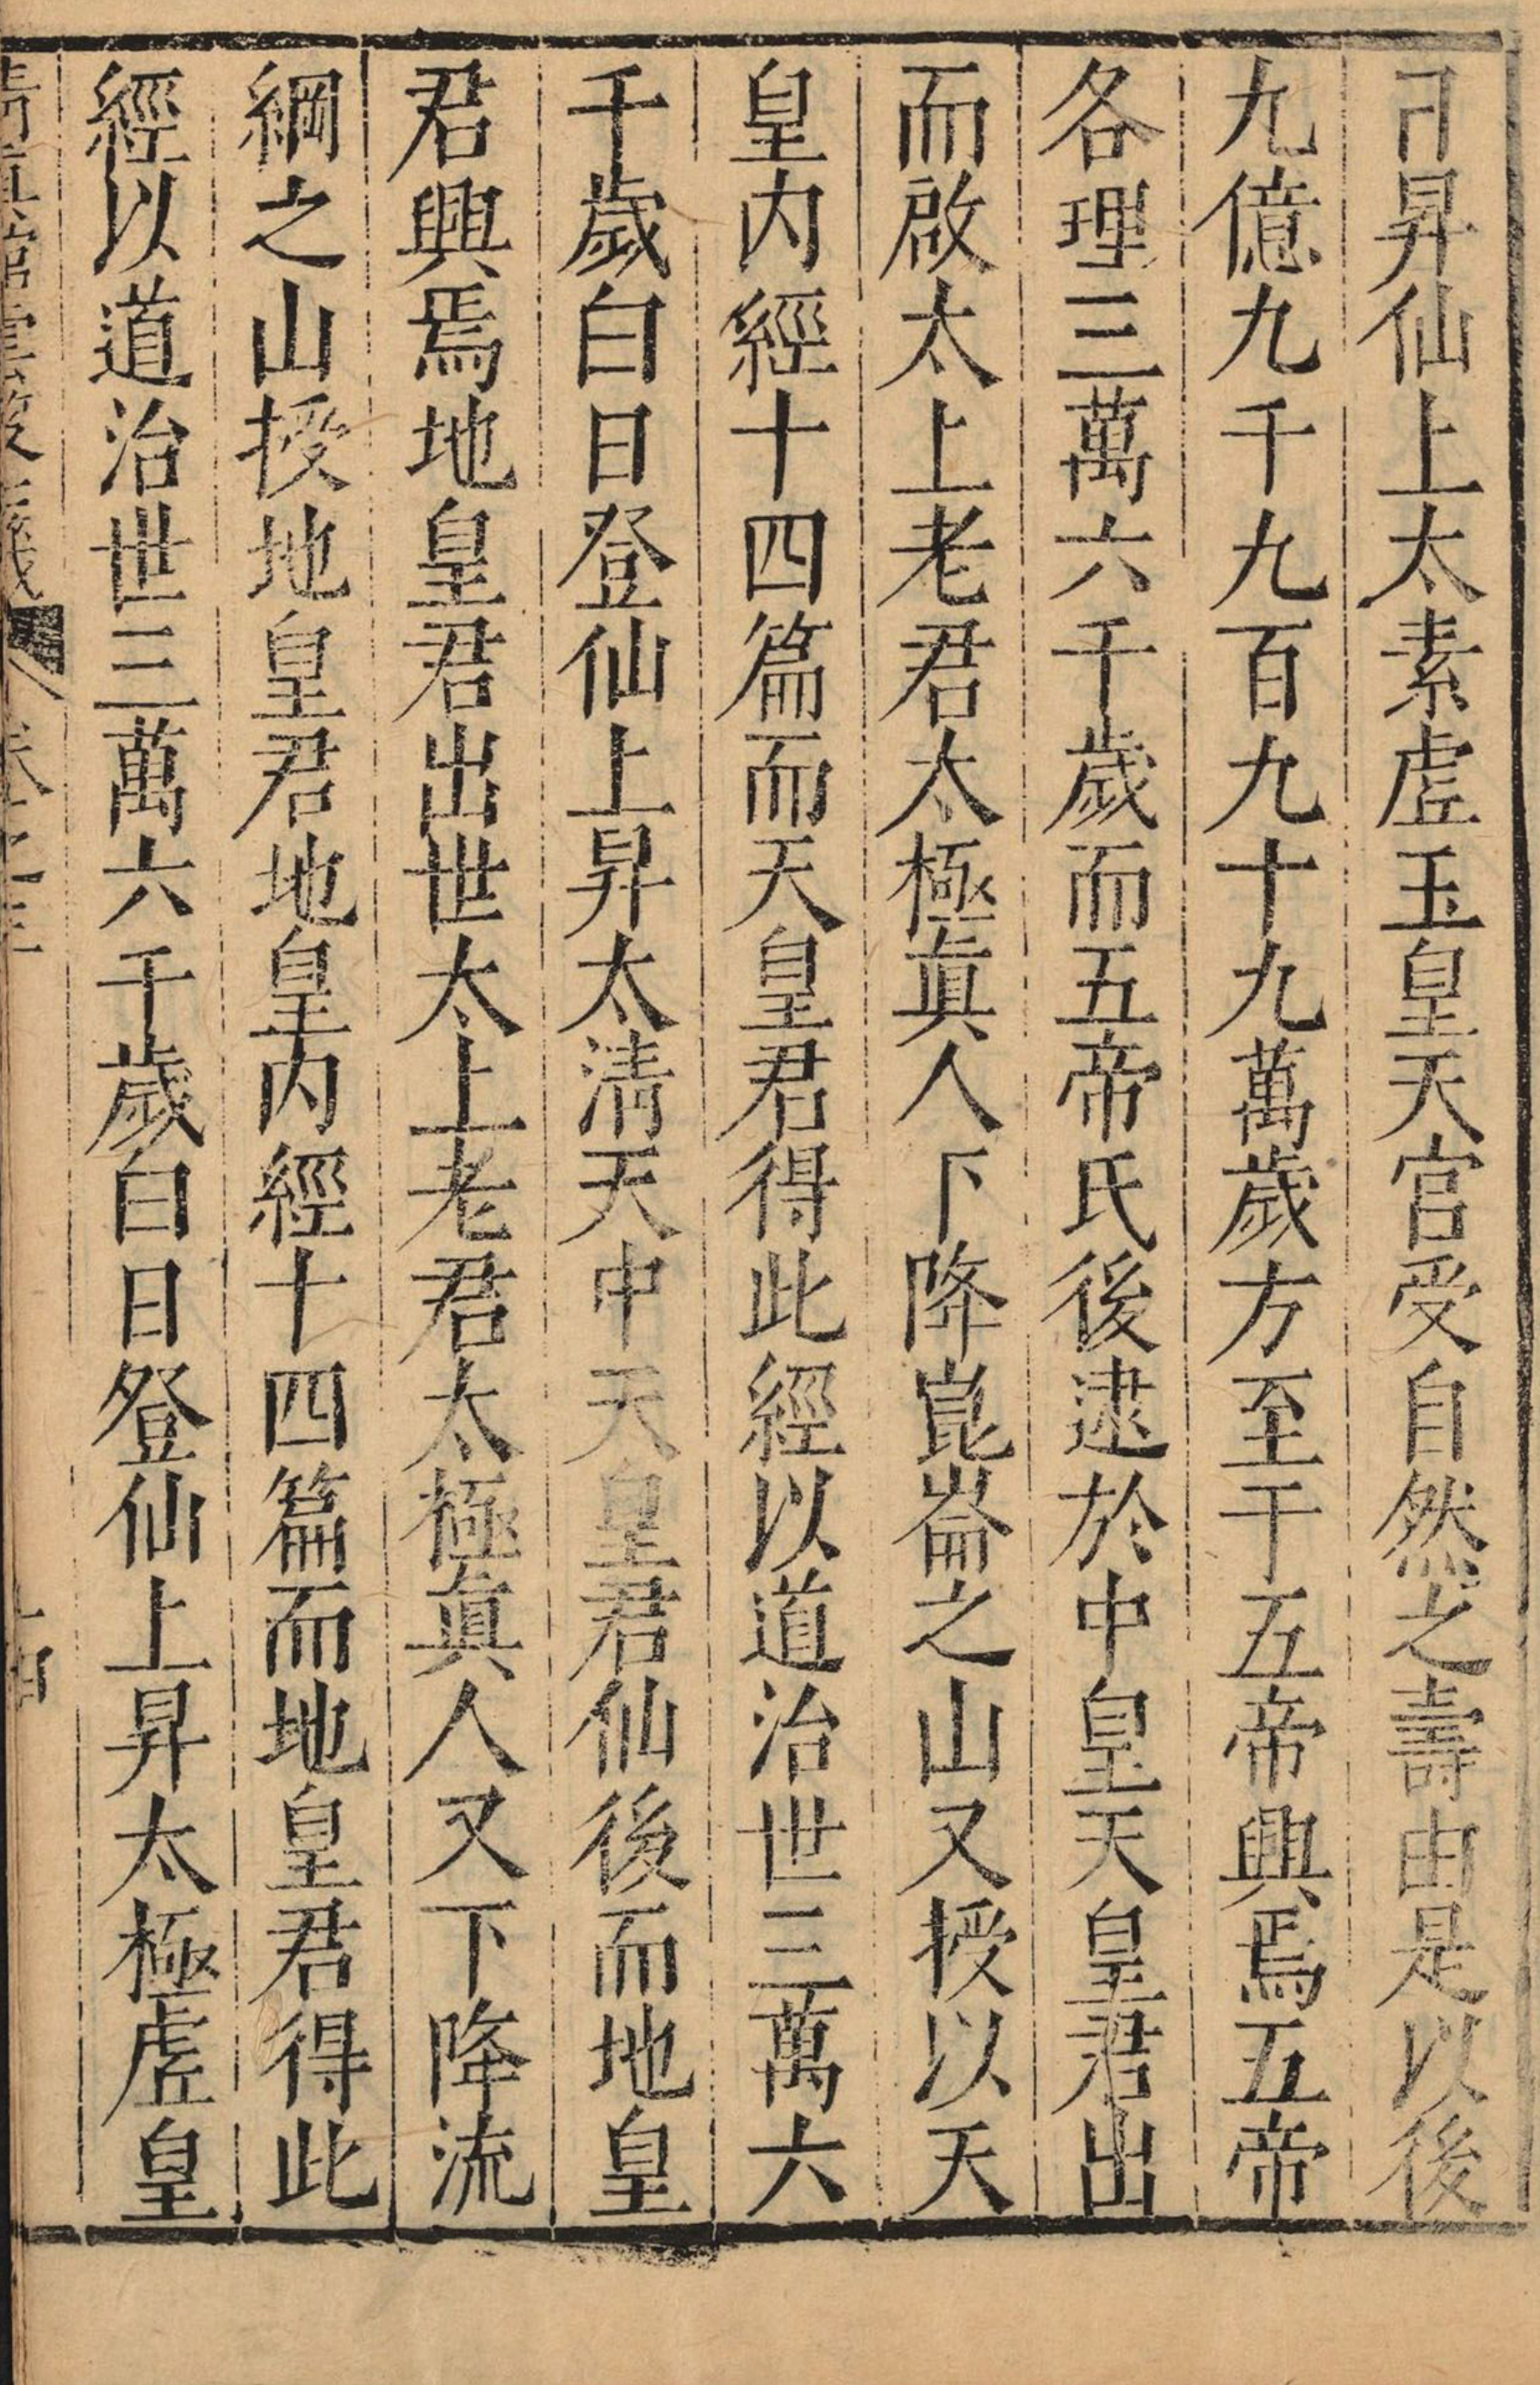 昇仙上太素虗玉皇天宫受自然之壽由是以後
九億九千九百九十九萬歲方至于五帝興焉五帝
各理三萬六千歲而五帝氏後逮於中皇天皇君出
而啟太上老君太極眞人下降崑崙之山又授以天
皇内經十四篇而天皇君得此經以道治世三萬六
千歲白日登仙上昇太清天中天皇君仙後而地皇
君興焉地皇君出世太上老君太極眞人又下降流
綱之山授地皇君地皇内經十四篇而地皇君得此
經以道治世三萬六千歲白日登仙上昇太極虗皇